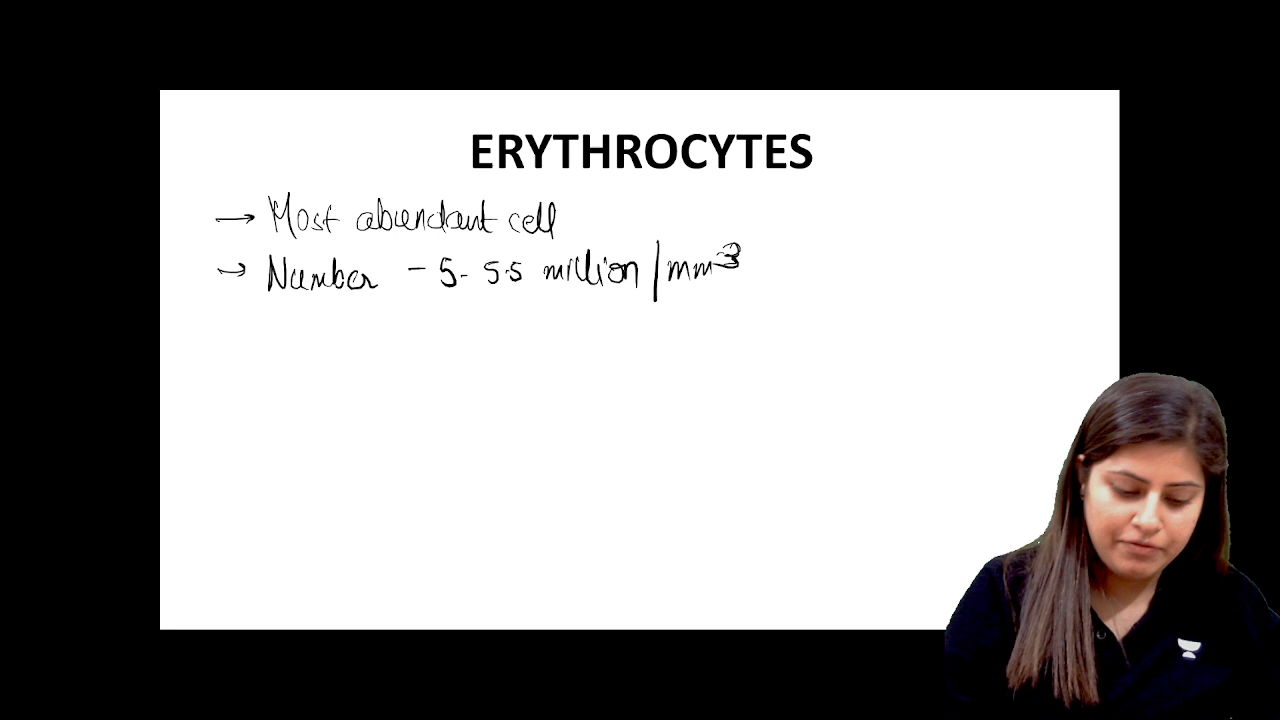 ERYTHROCYTES
→ Most abundant cell
→ Number - 5-5.5 million/mm³